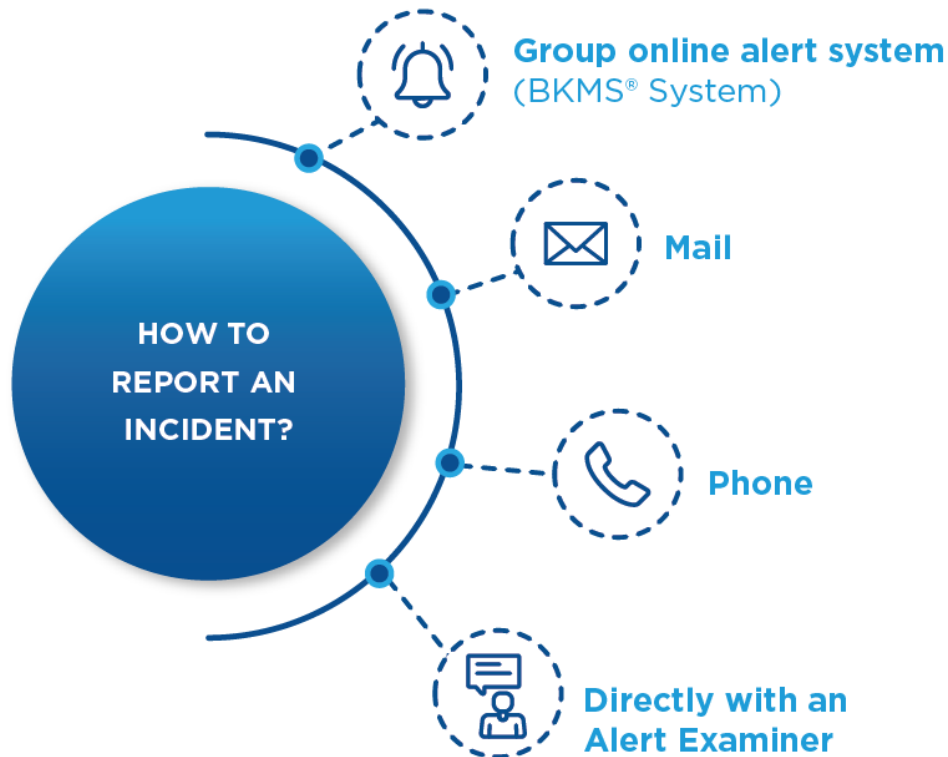 Group online alert system
(BKMS® System)
Mail
HOW TO
REPORT AN
INCIDENT?
Phone
Directly with an
Alert Examiner